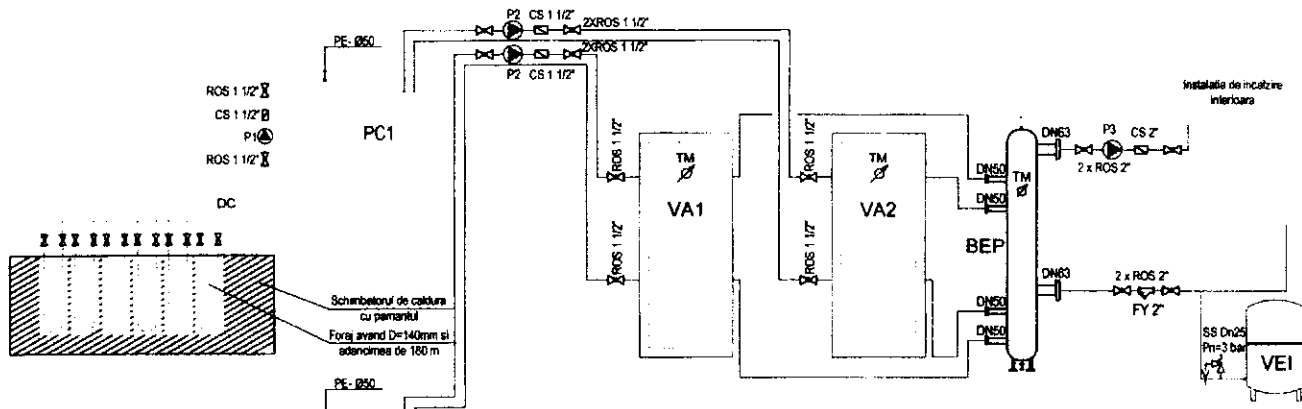 P2
CS 1 1/2"
2XROS 1 1/2"
PE- Ø50
P2
CS 1 1/2"
2XROS 1 1/2"
Instalatia de incalzire
interioara
ROS 1 1/2"
CS 1 1/2"
P1
ROS 1 1/2"
PC1
DC
ROS 1 1/2"
ROS 1 1/2"
TM
VA1
ROS 1 1/2"
ROS 1 1/2"
TM
VA2
DN50
DN50
BEP
DN50
DN50
TM
DN63
P3
CS 2"
2 x ROS 2"
DN63
2 x ROS 2"
FY 2"
SS Dn25
Pn=3 bar
VEI
Schimbatorul de caldura
cu pamantul
Foraj avand D=140mm si
adancimea de 180 m
PE- Ø50